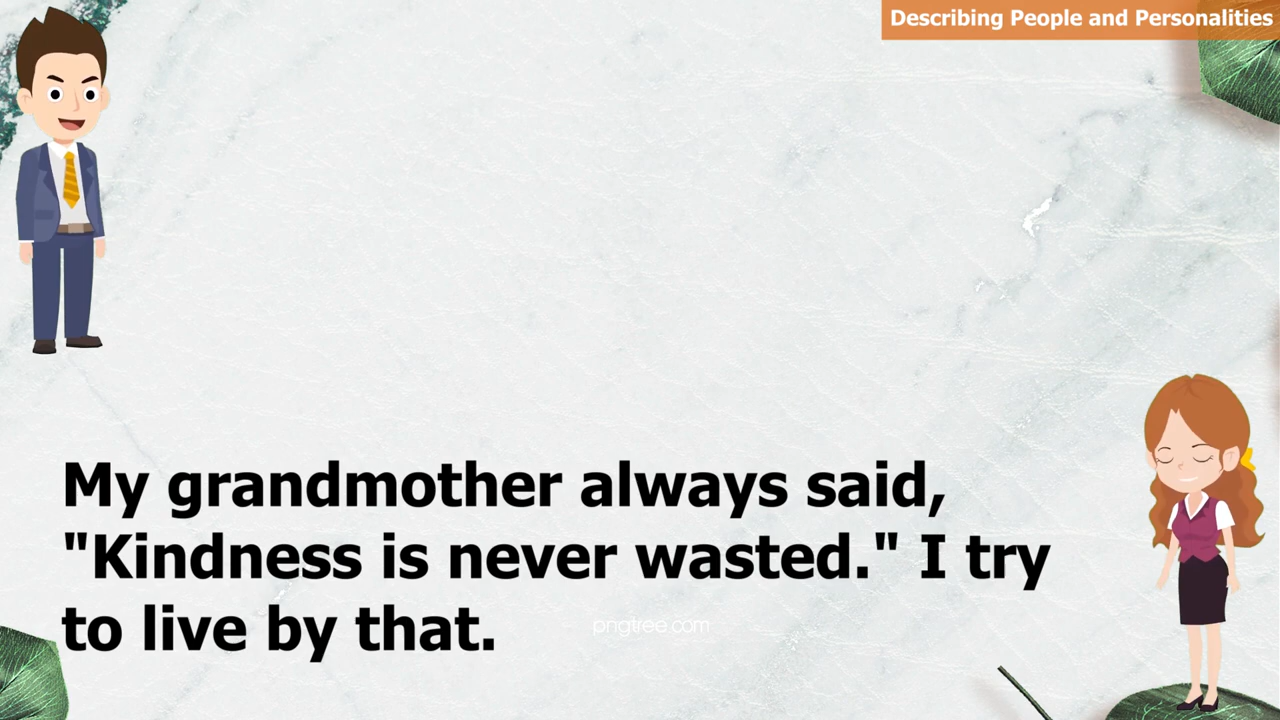 Describing People and Personalities
My grandmother always said,
"Kindness is never wasted." I try
to live by that.
pngtree.com